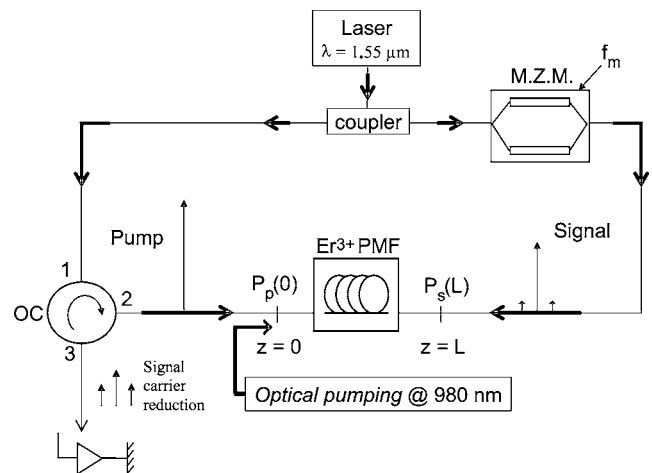 Laser
λ = 1.55 µm
f_m
M.Z.M.
coupler
Pump
Er³⁺ PMF
Signal
1
P_p(0)
P_s(L)
OC
2
3
z = 0
z = L
Signal
carrier
reduction
Optical pumping @ 980 nm